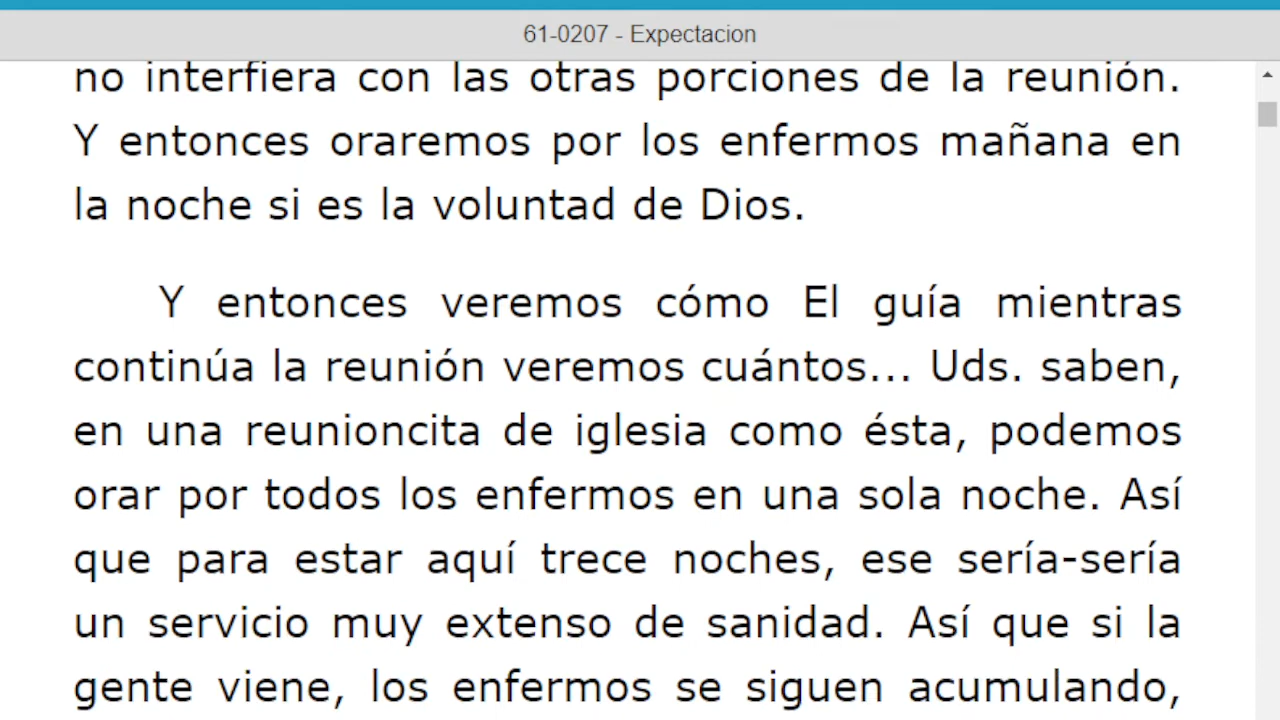 61-0207 - Expectacion
no interfiera con las otras porciones de la reunión.
Y entonces oraremos por los enfermos mañana en
la noche si es la voluntad de Dios.
Y entonces veremos cómo El guía mientras
continúa la reunión veremos cuántos... Uds. saben,
en una reunioncita de iglesia como ésta, podemos
orar por todos los enfermos en una sola noche. Así
que para estar aquí trece noches, ese sería-sería
un servicio muy extenso de sanidad. Así que si la
gente viene, los enfermos se siguen acumulando,